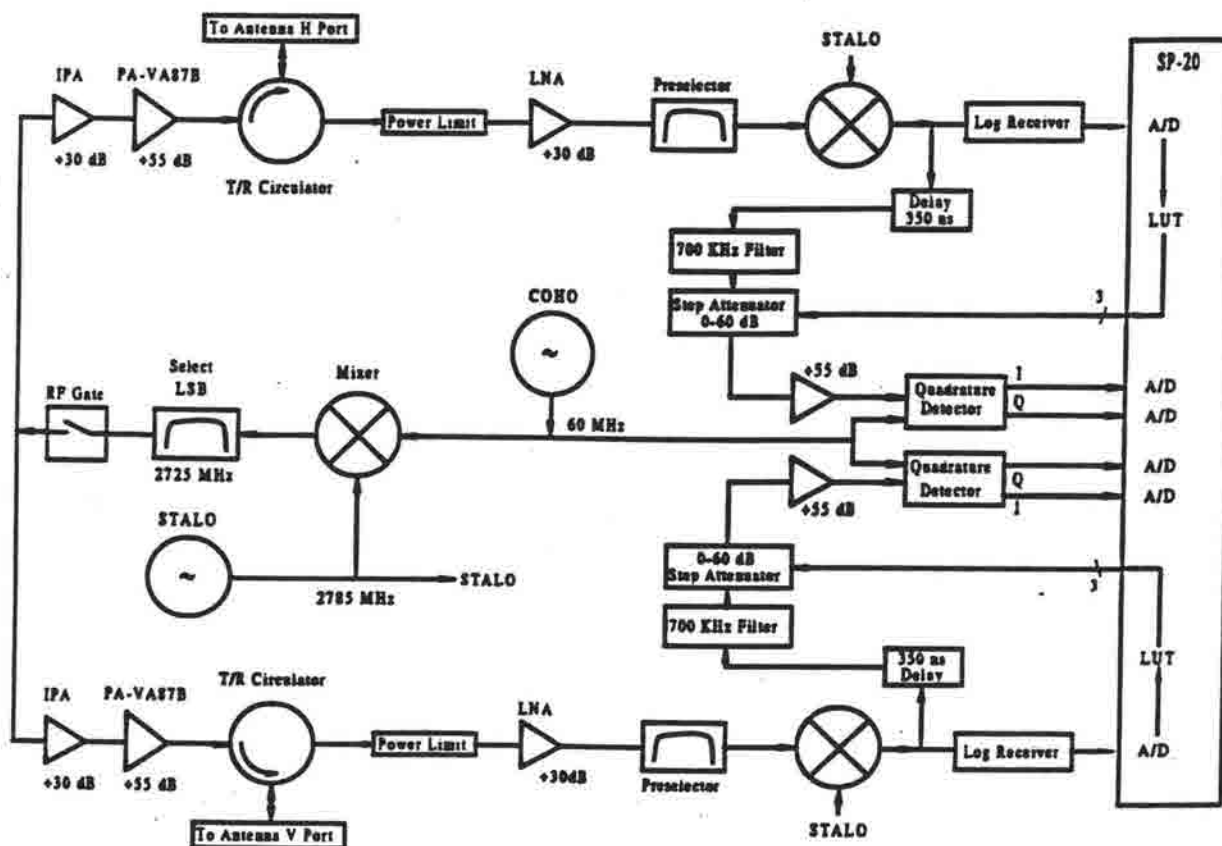 To Antenna H Port
IPA
PA-VA87B
+30 dB
+55 dB
T/R Circulator
Power Limit
LNA
+30 dB
Preselector
STALO
Log Receiver
SP-20
A/D
LUT
Delay
350 ns
700 KHz Filter
Step Attenuator
0-60 dB
3
COHO
~
+55 dB
Quadrature
Detector
I
Q
A/D
A/D
RF Gate
Select
LSB
2725 MHz
Mixer
60 MHz
STALO
~
2785 MHz
STALO
+55 dB
Quadrature
Detector
Q
I
A/D
A/D
0-60 dB
Step Attenuator
3
700 KHz Filter
350 ns
Delay
LUT
IPA
PA-VA87B
+30 dB
+55 dB
T/R Circulator
To Antenna V Port
Power Limit
LNA
+30dB
Preselector
STALO
Log Receiver
A/D